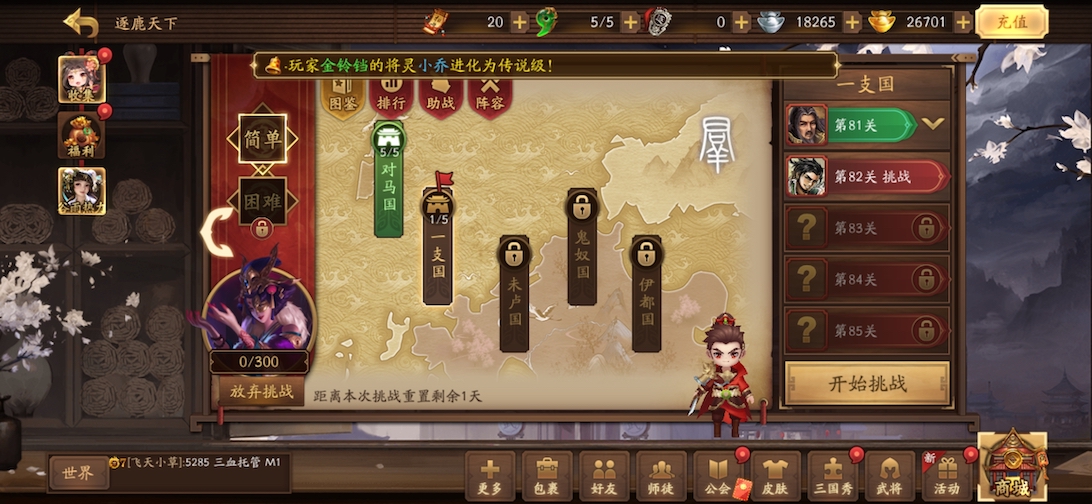 逐鹿天下
20
5/5
0
18265
26701
充值
·玩家金铃铛的将灵小乔进化为传说级!
收集
福利
图鉴
排行
助战
阵容
简单
困难
5/5
对马国
1/5
一支国
末卢国
鬼奴国
伊都国
一支国
第81关
第82关 挑战
第83关
?
第84关
?
第85关
?
开始挑战
0/300
放弃挑战
距离本次挑战重置剩余1天
世界
7[飞天小草]:5285 三血托管 M1
更多
包裹
好友
师徒
公会
皮肤
三国秀
武将
新
活动
商城